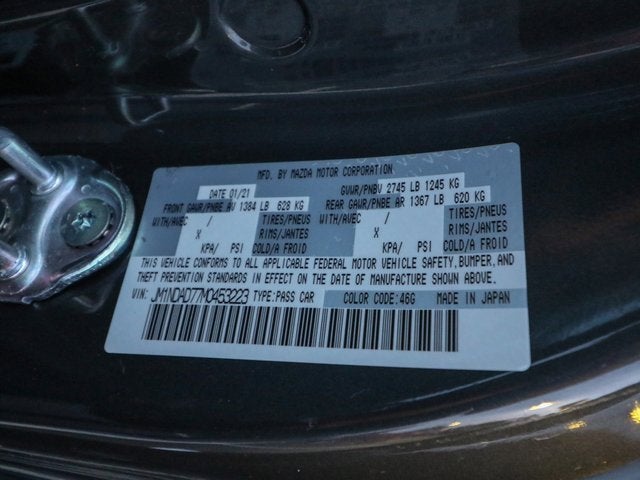 MFD. BY MAZDA MOTOR CORPORATION
DATE 01/21 GVWR/PNBV 2745 LB 1245 KG
FRONT GAWR/PNBE AV 1384 LB 628 KG REAR GAWR/PNBE AR 1367 LB 620 KG
WITH/AVEC / TIRES/PNEUS WITH/AVEC / TIRES/PNEUS
X RIMS/JANTES X RIMS/JANTES
KPA/ PSI COLD/A FROID KPA/ PSI COLD/A FROID
THIS VEHICLE CONFORMS TO ALL APPLICABLE FEDERAL MOTOR VEHICLE SAFETY, BUMPER, AND
THEFT PREVENTION STANDARDS IN EFFECT ON THE DATE OF MANUFACTURE SHOWN ABOVE.
VIN: JM1NDAD77M0453223 TYPE:PASS CAR COLOR CODE:46G MADE IN JAPAN